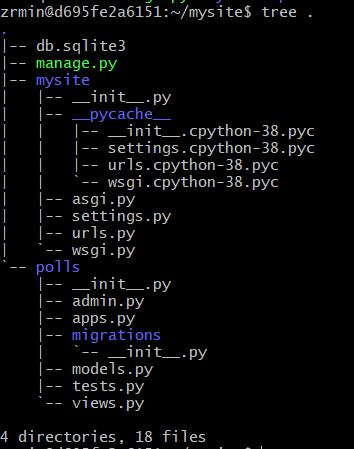 zrmin@d695fe2a6151:~/mysite$ tree .
.
|-- db.sqlite3
|-- manage.py
|-- mysite
|   |-- __init__.py
|   |-- __pycache__
|   |   |-- __init__.cpython-38.pyc
|   |   |-- settings.cpython-38.pyc
|   |   |-- urls.cpython-38.pyc
|   |   `-- wsgi.cpython-38.pyc
|   |-- asgi.py
|   |-- settings.py
|   |-- urls.py
|   `-- wsgi.py
`-- polls
    |-- __init__.py
    |-- admin.py
    |-- apps.py
    |-- migrations
    |   `-- __init__.py
    |-- models.py
    |-- tests.py
    `-- views.py
4 directories, 18 files